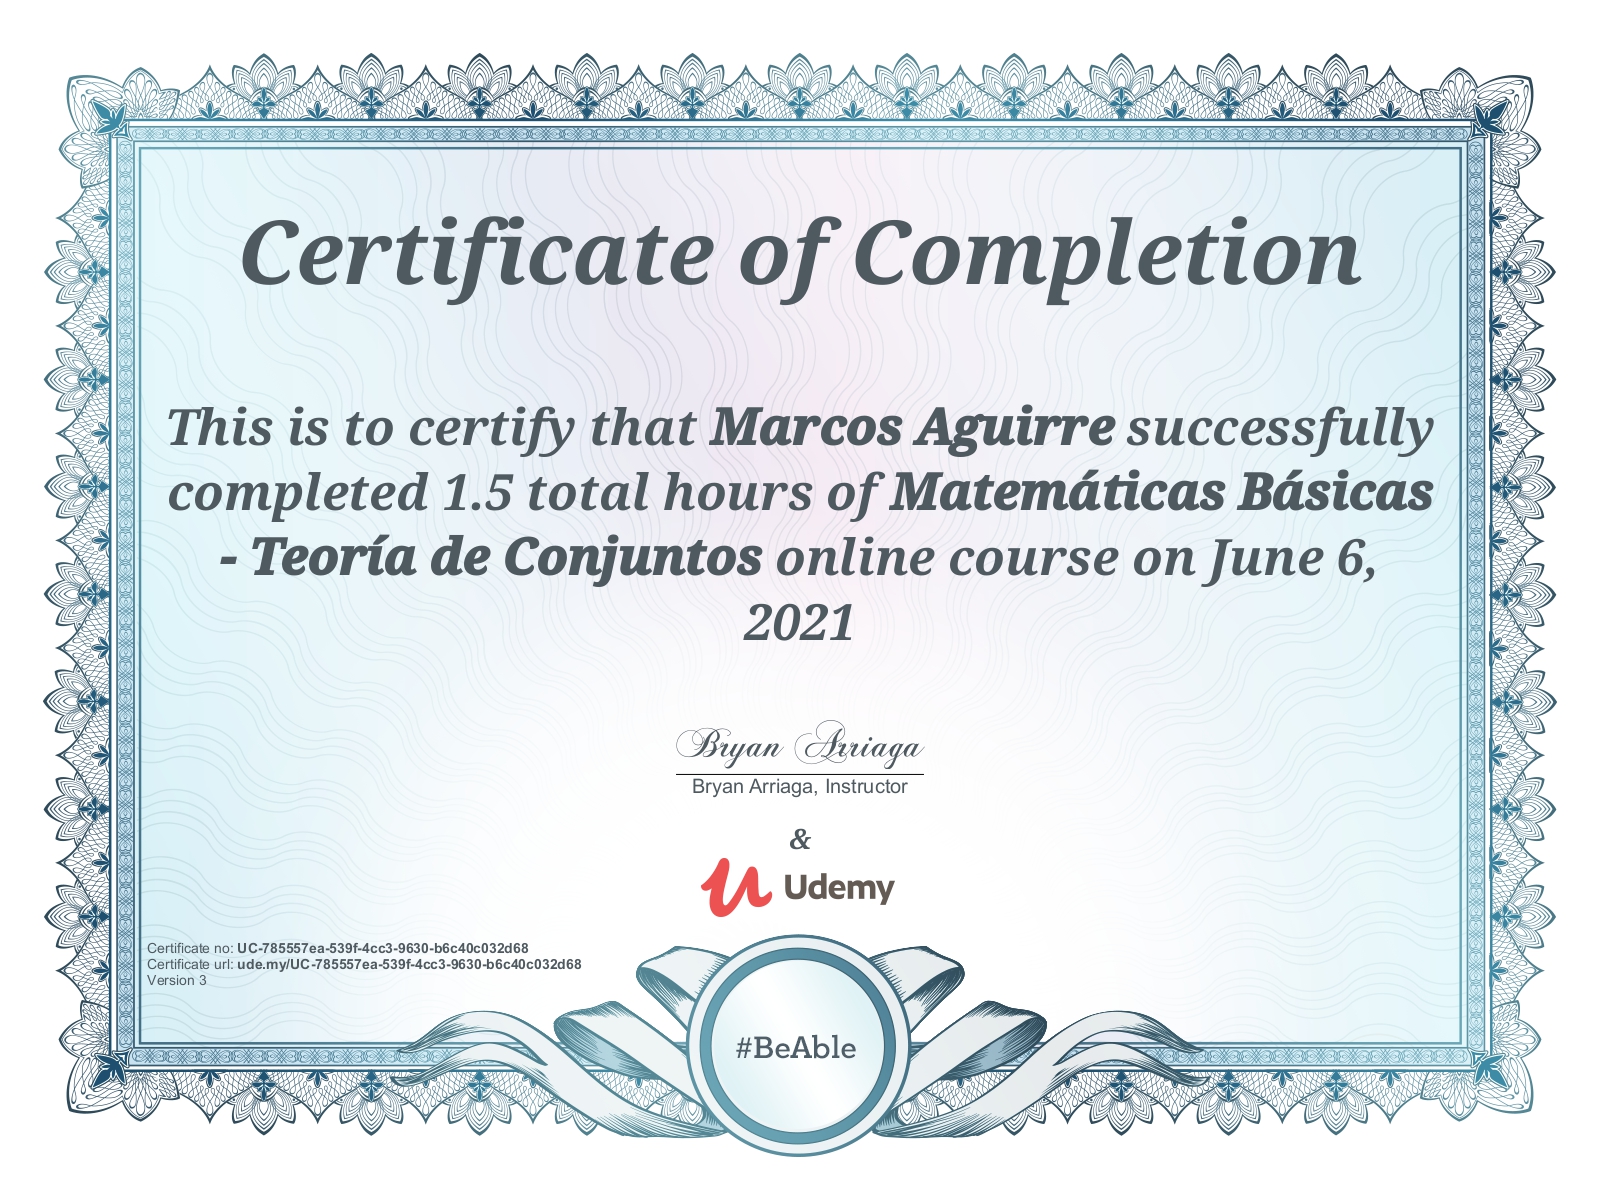 Certificate of Completion
This is to certify that Marcos Aguirre successfully
completed 1.5 total hours of Matemáticas Básicas
- Teoría de Conjuntos online course on June 6,
2021
Bryan Arriaga
Bryan Arriaga, Instructor
&
Udemy
Certificate no: UC-785557ea-539f-4cc3-9630-b6c40c032d68
Certificate url: ude.my/UC-785557ea-539f-4cc3-9630-b6c40c032d68
Version 3
#BeAble